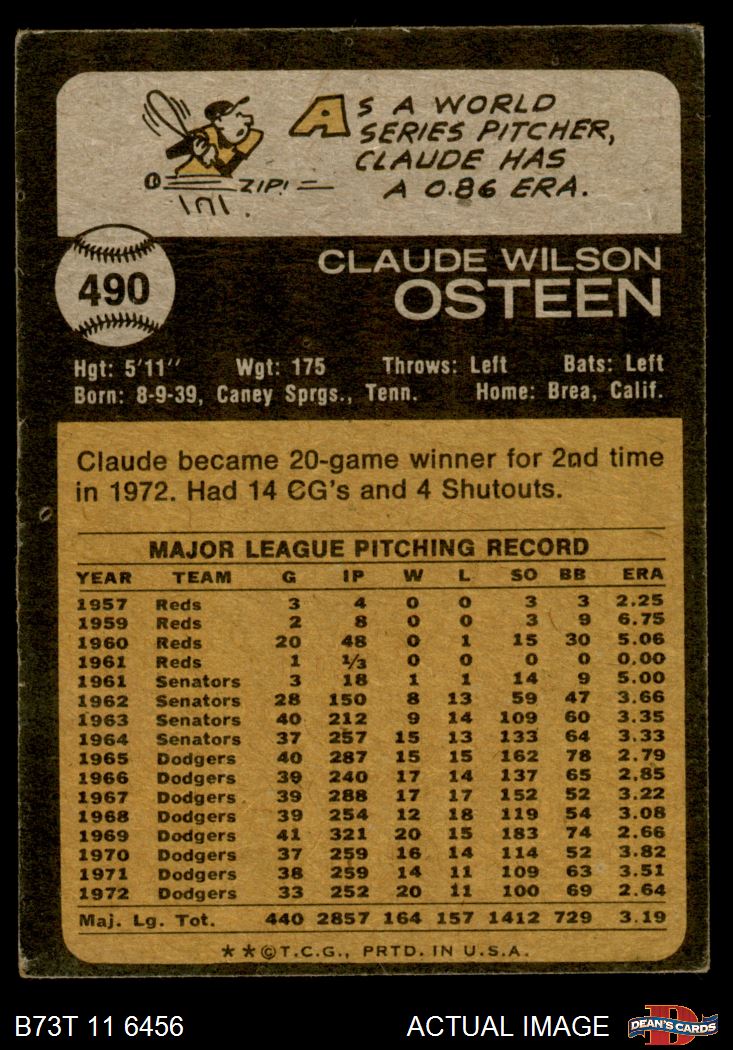 AS A WORLD
SERIES PITCHER,
CLAUDE HAS
A 0.86 ERA.
ZIP!
490
CLAUDE WILSON
OSTEEN
Hgt: 5'11" Wgt: 175 Throws: Left Bats: Left
Born: 8-9-39, Caney Sprgs., Tenn. Home: Brea, Calif.
Claude became 20-game winner for 2nd time
in 1972. Had 14 CG's and 4 Shutouts.
MAJOR LEAGUE PITCHING RECORD
YEAR TEAM G IP W L SO BB ERA
1957 Reds 3 4 0 0 3 3 2.25
1959 Reds 2 8 0 0 3 9 6.75
1960 Reds 20 48 0 1 15 30 5.06
1961 Reds 1 1/3 0 0 0 0 0.00
1961 Senators 3 18 1 1 14 9 5.00
1962 Senators 28 150 8 13 59 47 3.66
1963 Senators 40 212 9 14 109 60 3.35
1964 Senators 37 257 15 13 133 64 3.33
1965 Dodgers 40 287 15 15 162 78 2.79
1966 Dodgers 39 240 17 14 137 65 2.85
1967 Dodgers 39 288 17 17 152 52 3.22
1968 Dodgers 39 254 12 18 119 54 3.08
1969 Dodgers 41 321 20 15 183 74 2.66
1970 Dodgers 37 259 16 14 114 52 3.82
1971 Dodgers 38 259 14 11 109 63 3.51
1972 Dodgers 33 252 20 11 100 69 2.64
Maj. Lg. Tot. 440 2857 164 157 1412 729 3.19
★★©T.C.G., PRTD. IN U.S.A.
B73T 11 6456 ACTUAL IMAGE DEAN'S CARDS